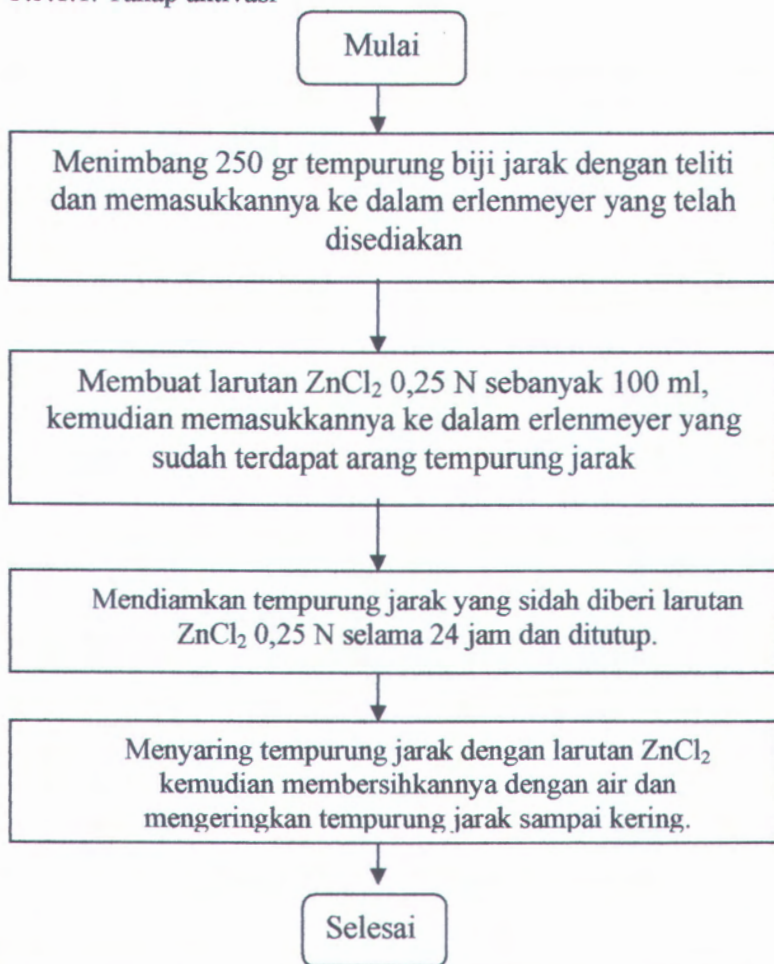 Mulai
Menimbang 250 gr tempurung biji jarak dengan teliti
dan memasukkannya ke dalam erlenmeyer yang telah
disediakan
Membuat larutan ZnCl₂ 0,25 N sebanyak 100 ml,
kemudian memasukkannya ke dalam erlenmeyer yang
sudah terdapat arang tempurung jarak
Mendiamkan tempurung jarak yang sidah diberi larutan
ZnCl₂ 0,25 N selama 24 jam dan ditutup.
Menyaring tempurung jarak dengan larutan ZnCl₂
kemudian membersihkannya dengan air dan
mengeringkan tempurung jarak sampai kering.
Selesai